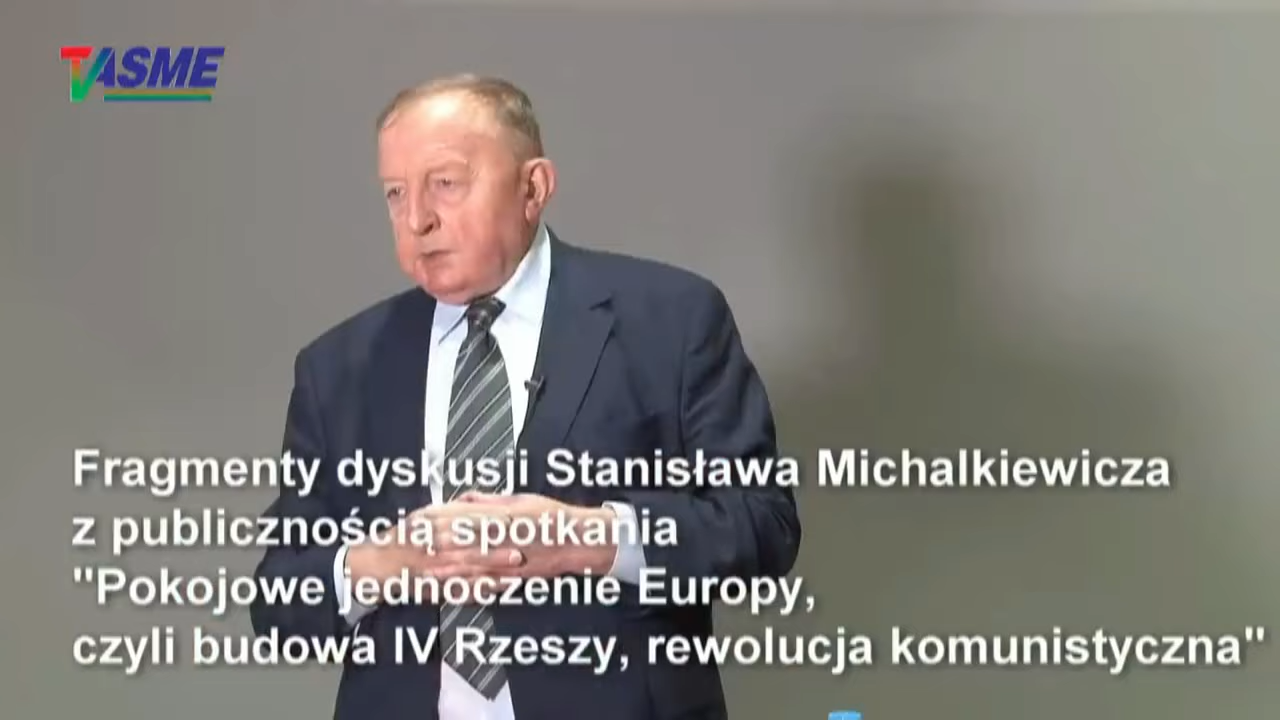 TVASME
Fragmenty dyskusji Stanisława Michalkiewicza
z publicznością spotkania
"Pokojowe jednoczenie Europy,
czyli budowa IV Rzeszy, rewolucja komunistyczna"